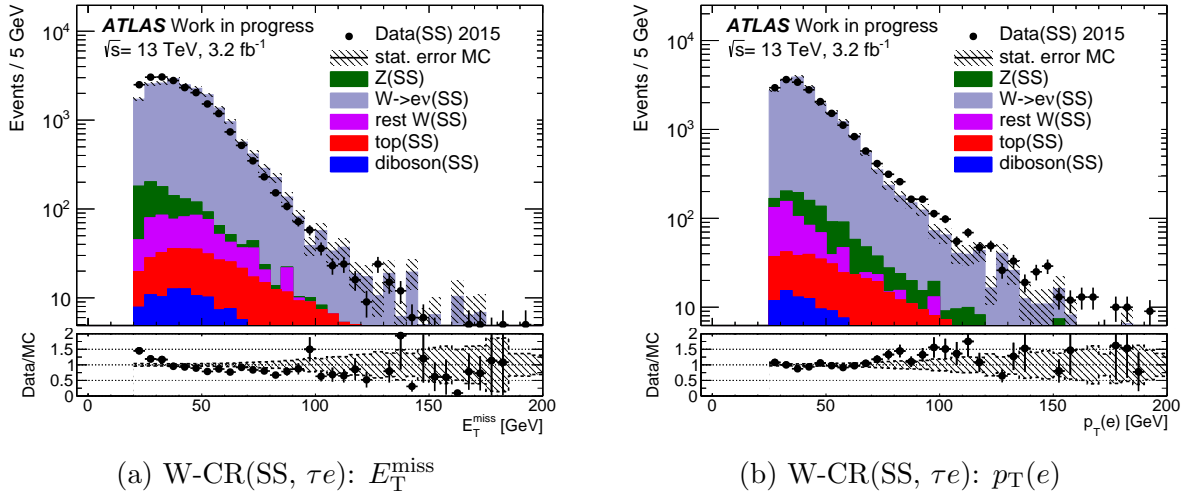 ATLAS Work in progress
√s= 13 TeV, 3.2 fb⁻¹
Data(SS) 2015
stat. error MC
Z(SS)
W->eν(SS)
rest W(SS)
top(SS)
diboson(SS)
Events / 5 GeV
10⁴
10³
10²
10
Data/MC
2
1.5
1
0.5
0
0
50
100
150
200
E_T^miss [GeV]
(a) W-CR(SS, τe): E_T^miss
ATLAS Work in progress
√s= 13 TeV, 3.2 fb⁻¹
Data(SS) 2015
stat. error MC
Z(SS)
W->eν(SS)
rest W(SS)
top(SS)
diboson(SS)
Events / 5 GeV
10⁴
10³
10²
10
Data/MC
2
1.5
1
0.5
0
0
50
100
150
200
p_T(e) [GeV]
(b) W-CR(SS, τe): p_T(e)